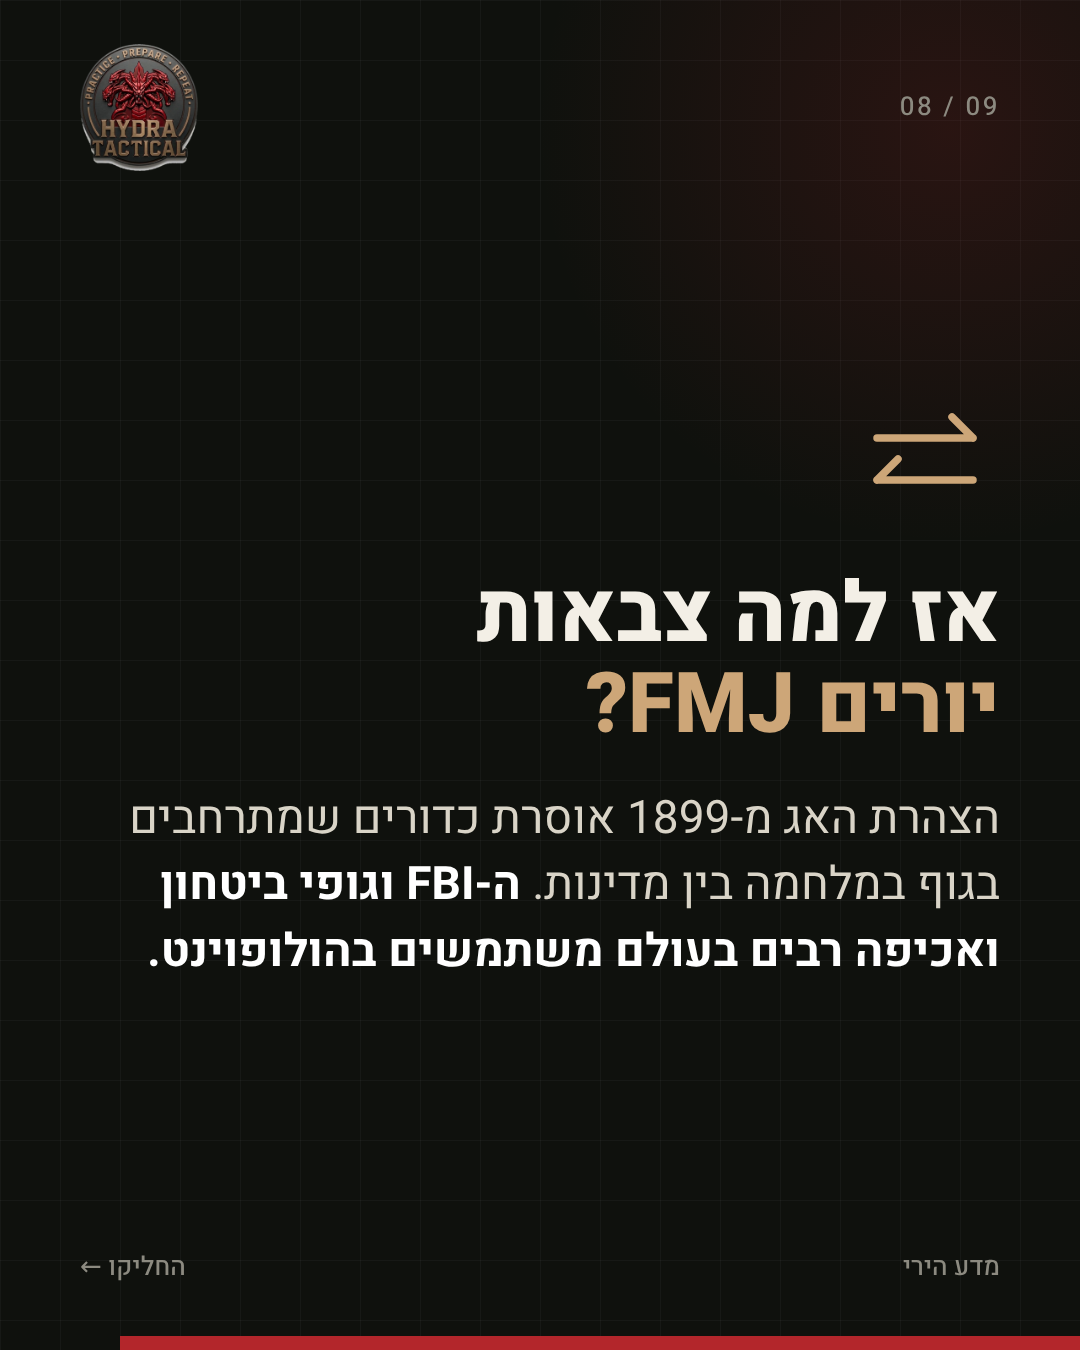 PRACTICE · PREPARE · REPEAT
HYDRA
TACTICAL
08 / 09
אז למה צבאות
יורים FMJ?
הצהרת האג מ-1899 אוסרת כדורים שמתרחבים
בגוף במלחמה בין מדינות. ה-FBI וגופי ביטחון
ואכיפה רבים בעולם משתמשים בהולופוינט.
מדע הירי
החליקו ←